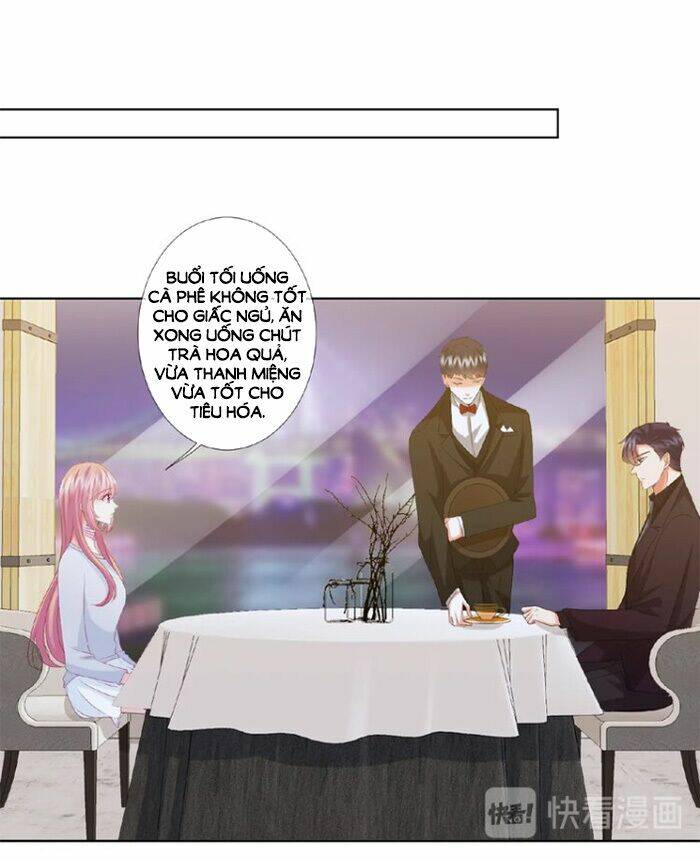 BUỔI TỐI UỐNG
CÀ PHÊ KHÔNG TỐT
CHO GIẤC NGỦ, ĂN
XONG UỐNG CHÚT
TRÀ HOA QUẢ,
VỪA THANH MIỆNG
VỪA TỐT CHO
TIÊU HÓA.
快看! 快看漫画